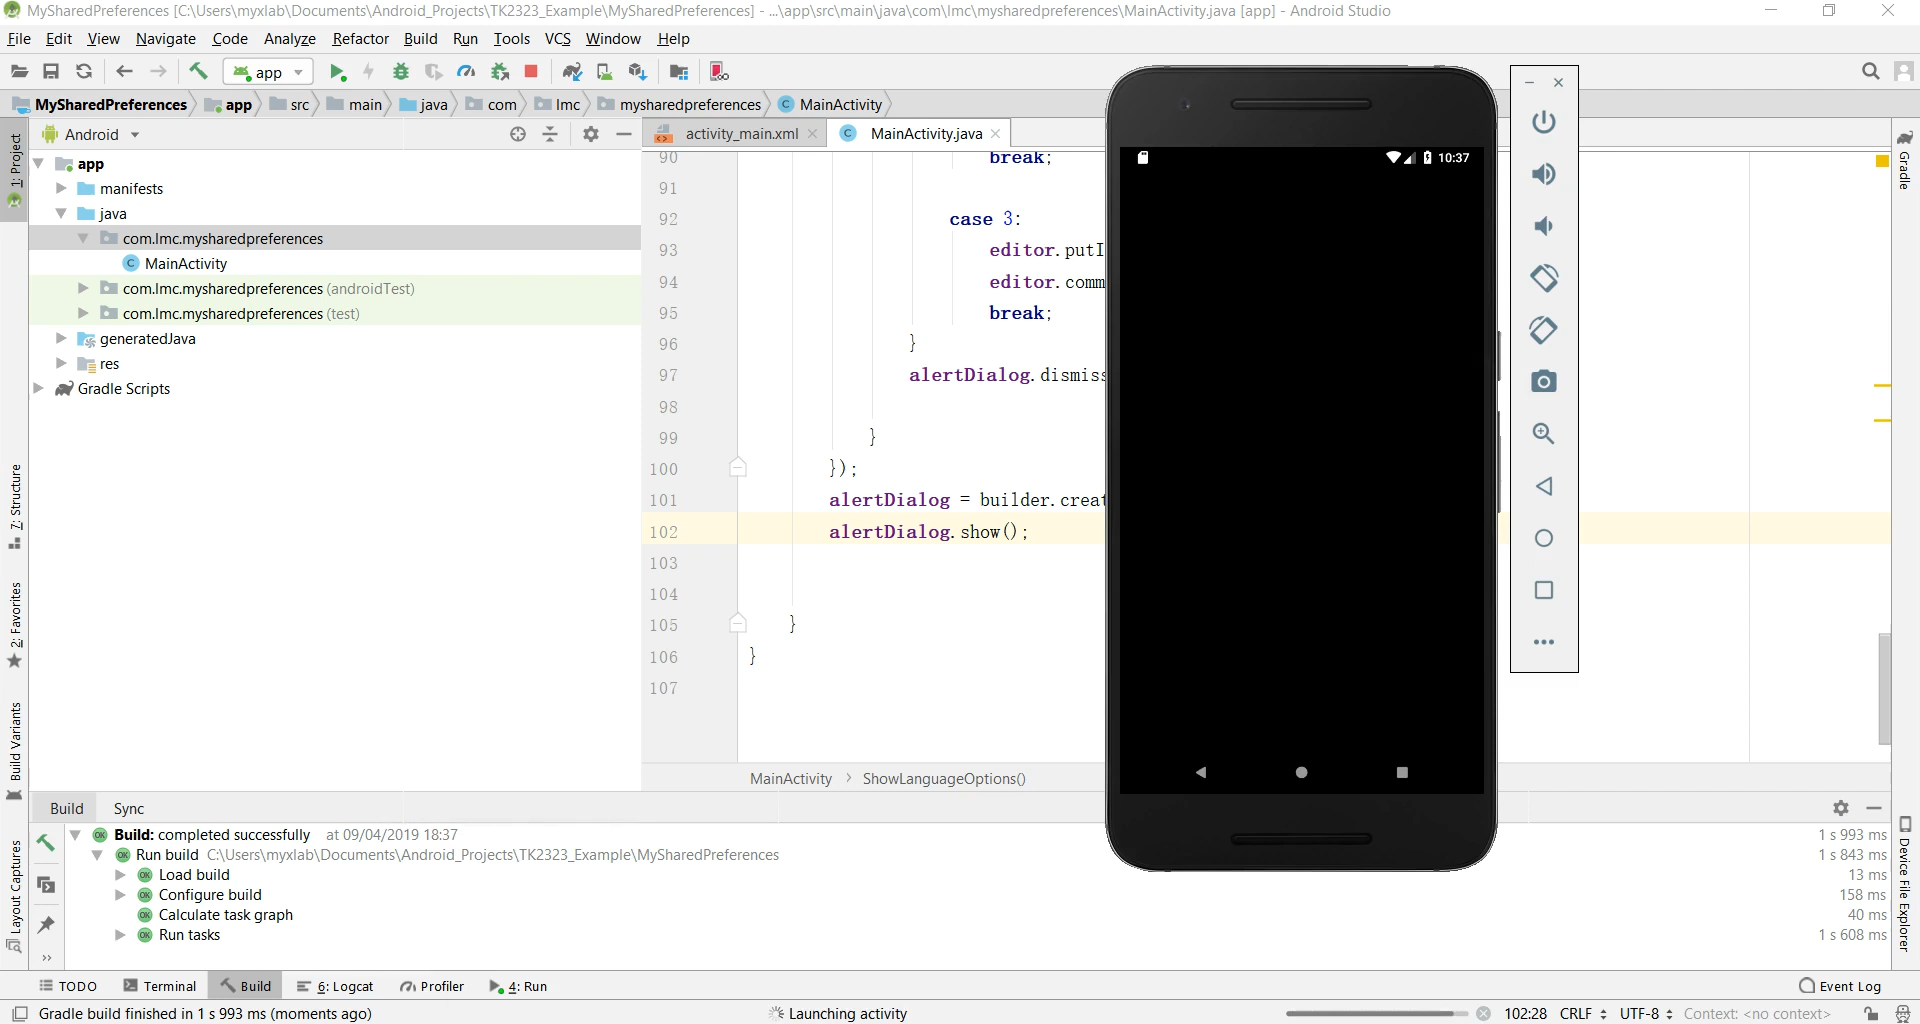 MySharedPreferences [C:\Users\myxlab\Documents\Android_Projects\TK2323_Example\MySharedPreferences] - ...\app\src\main\java\com\lmc\mysharedpreferences\MainActivity.java [app] - Android Studio
File Edit View Navigate Code Analyze Refactor Build Run Tools VCS Window Help
app
MySharedPreferences app src main java com lmc mysharedpreferences MainActivity
Android
activity_main.xml MainActivity.java
1: Project
7: Structure
2: Favorites
Build Variants
Layout Captures
app
manifests
java
com.lmc.mysharedpreferences
MainActivity
com.lmc.mysharedpreferences (androidTest)
com.lmc.mysharedpreferences (test)
generatedJava
res
Gradle Scripts
90 break;
91
92 case 3:
93 editor.putI
94 editor.comm
95 break;
96 }
97 alertDialog.dismiss
98
99 }
100 });
101 alertDialog = builder.creat
102 alertDialog.show();
103
104
105 }
106 }
107
MainActivity > ShowLanguageOptions()
10:37
Gradle
Device File Explorer
Build Sync
Build: completed successfully at 09/04/2019 18:37 1 s 993 ms
Run build C:\Users\myxlab\Documents\Android_Projects\TK2323_Example\MySharedPreferences 1 s 843 ms
Load build 13 ms
Configure build 158 ms
Calculate task graph 40 ms
Run tasks 1 s 608 ms
TODO Terminal Build 6: Logcat Profiler 4: Run Event Log
Gradle build finished in 1 s 993 ms (moments ago) Launching activity 102:28 CRLF UTF-8 Context: <no context>